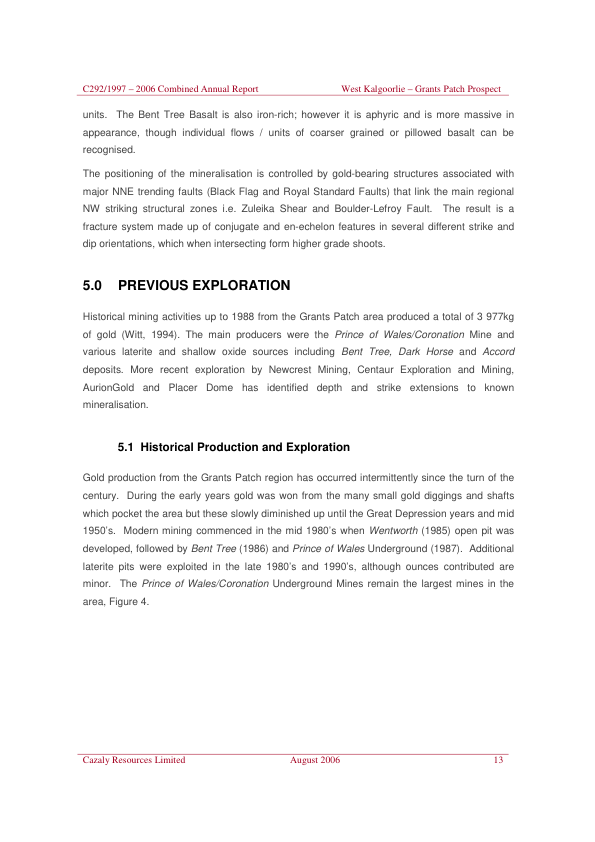 C292/1997 – 2006 Combined Annual Report West Kalgoorlie – Grants Patch Prospect
units. The Bent Tree Basalt is also iron-rich; however it is aphyric and is more massive in
appearance, though individual flows / units of coarser grained or pillowed basalt can be
recognised.
The positioning of the mineralisation is controlled by gold-bearing structures associated with
major NNE trending faults (Black Flag and Royal Standard Faults) that link the main regional
NW striking structural zones i.e. Zuleika Shear and Boulder-Lefroy Fault. The result is a
fracture system made up of conjugate and en-echelon features in several different strike and
dip orientations, which when intersecting form higher grade shoots.
5.0 PREVIOUS EXPLORATION
Historical mining activities up to 1988 from the Grants Patch area produced a total of 3 977kg
of gold (Witt, 1994). The main producers were the Prince of Wales/Coronation Mine and
various laterite and shallow oxide sources including Bent Tree, Dark Horse and Accord
deposits. More recent exploration by Newcrest Mining, Centaur Exploration and Mining,
AurionGold and Placer Dome has identified depth and strike extensions to known
mineralisation.
5.1 Historical Production and Exploration
Gold production from the Grants Patch region has occurred intermittently since the turn of the
century. During the early years gold was won from the many small gold diggings and shafts
which pocket the area but these slowly diminished up until the Great Depression years and mid
1950's. Modern mining commenced in the mid 1980's when Wentworth (1985) open pit was
developed, followed by Bent Tree (1986) and Prince of Wales Underground (1987). Additional
laterite pits were exploited in the late 1980's and 1990's, although ounces contributed are
minor. The Prince of Wales/Coronation Underground Mines remain the largest mines in the
area, Figure 4.
Cazaly Resources Limited August 2006 13